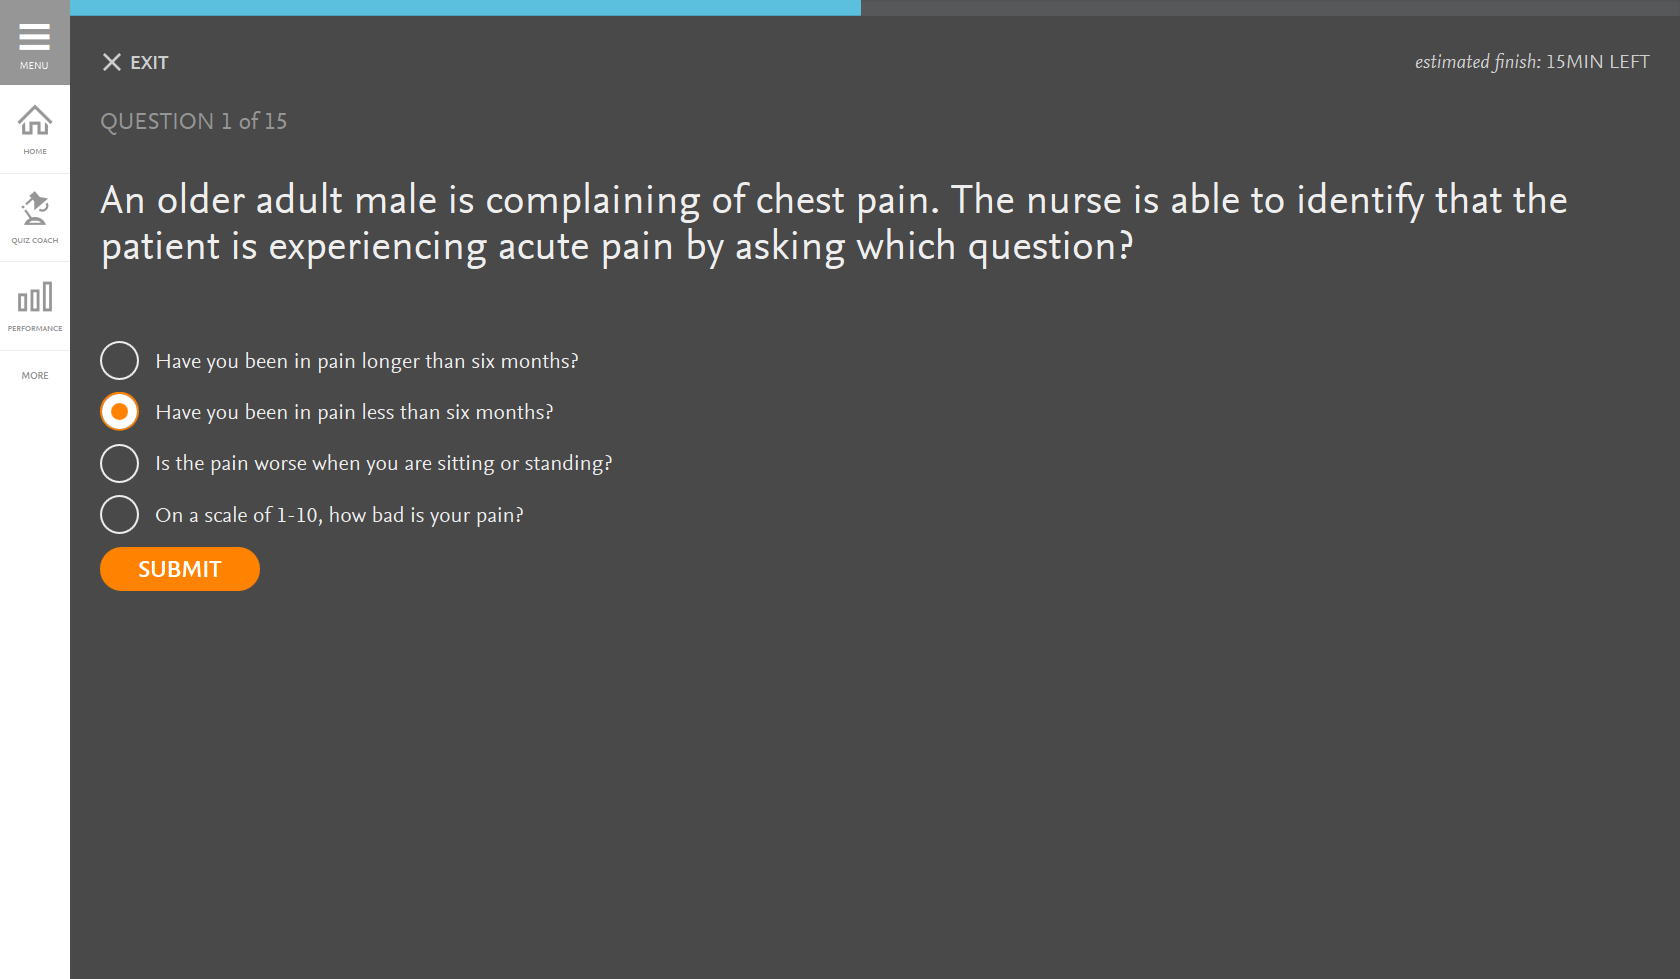 MENU
EXIT
estimated finish: 15MIN LEFT
HOME
QUIZ COACH
PERFORMANCE
MORE
QUESTION 1 of 15
An older adult male is complaining of chest pain. The nurse is able to identify that the
patient is experiencing acute pain by asking which question?
Have you been in pain longer than six months?
Have you been in pain less than six months?
Is the pain worse when you are sitting or standing?
On a scale of 1-10, how bad is your pain?
SUBMIT